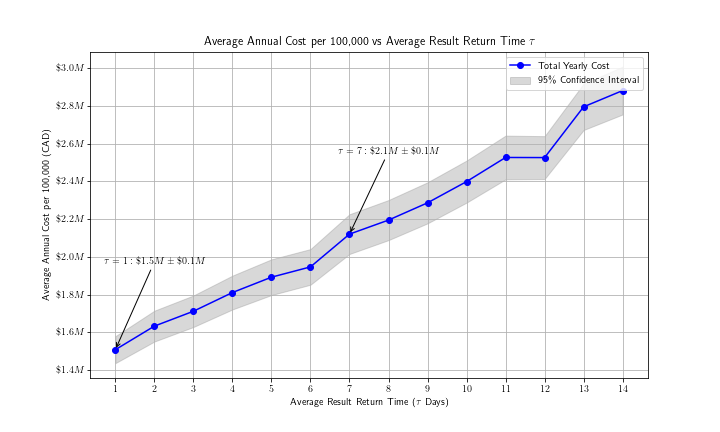 Average Annual Cost per 100,000 vs Average Result Return Time τ
Total Yearly Cost
95% Confidence Interval
$3.0M
$2.8M
$2.6M
$2.4M
$2.2M
$2.0M
$1.8M
$1.6M
$1.4M
Average Annual Cost per 100,000 (CAD)
τ = 7 : $2.1M ± $0.1M
τ = 1 : $1.5M ± $0.1M
1 2 3 4 5 6 7 8 9 10 11 12 13 14
Average Result Return Time (τ Days)